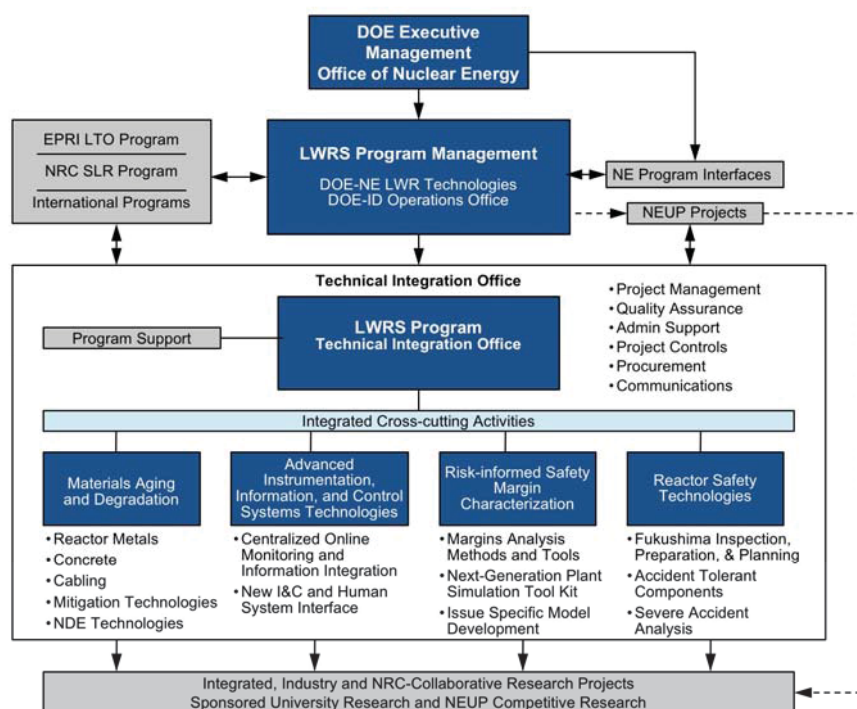 DOE Executive
Management
Office of Nuclear Energy
EPRI LTO Program
NRC SLR Program
International Programs
LWRS Program Management
DOE-NE LWR Technologies
DOE-ID Operations Office
NE Program Interfaces
NEUP Projects
Technical Integration Office
Program Support
LWRS Program
Technical Integration Office
• Project Management
• Quality Assurance
• Admin Support
• Project Controls
• Procurement
• Communications
Integrated Cross-cutting Activities
Materials Aging
and Degradation
• Reactor Metals
• Concrete
• Cabling
• Mitigation Technologies
• NDE Technologies
Advanced
Instrumentation,
Information, and Control
Systems Technologies
• Centralized Online
Monitoring and
Information Integration
• New I&C and Human
System Interface
Risk-informed Safety
Margin
Characterization
• Margins Analysis
Methods and Tools
• Next-Generation Plant
Simulation Tool Kit
• Issue Specific Model
Development
Reactor Safety
Technologies
• Fukushima Inspection,
Preparation, & Planning
• Accident Tolerant
Components
• Severe Accident
Analysis
Integrated, Industry and NRC-Collaborative Research Projects
Sponsored University Research and NEUP Competitive Research